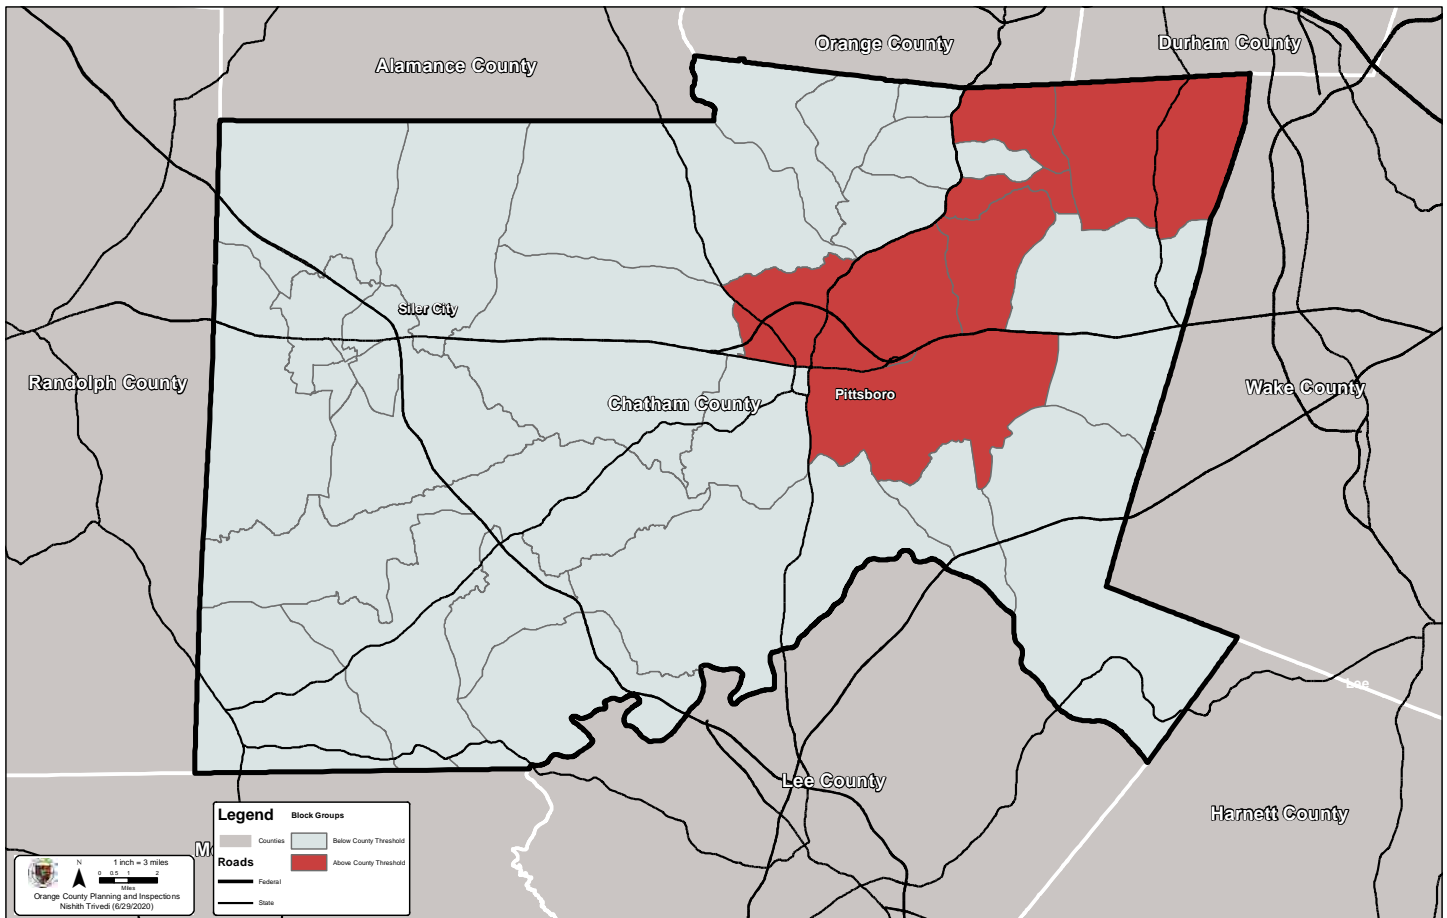 Orange County
Durham County
Alamance County
Siler City
Randolph County
Chatham County
Pittsboro
Wake County
Lee
Lee County
Harnett County
Legend
Block Groups
Counties
Below County Threshold
Roads
Above County Threshold
Federal
State
N
1 inch = 3 miles
0 0.5 1 2
Miles
Orange County Planning and Inspections
Nishith Trivedi (6/29/2020)